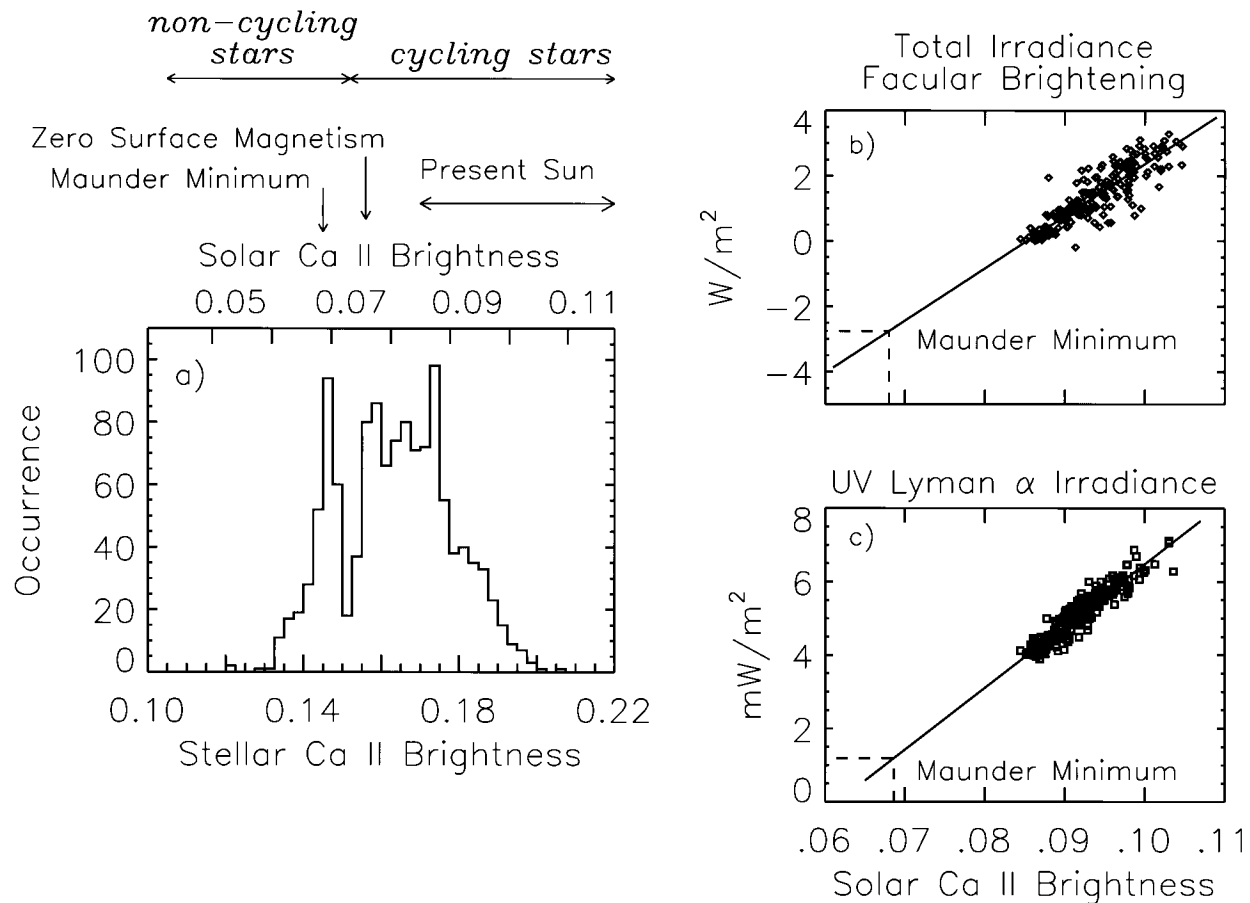 non-cycling
stars
cycling stars
Zero Surface Magnetism
Maunder Minimum
Present Sun
Solar Ca II Brightness
0.05 0.07 0.09 0.11
a)
100
80
60
40
20
0
Occurrence
0.10 0.14 0.18 0.22
Stellar Ca II Brightness
Total Irradiance
Facular Brightening
b)
4
2
0
−2
−4
W/m²
Maunder Minimum
UV Lyman α Irradiance
c)
8
6
4
2
0
mW/m²
Maunder Minimum
.06 .07 .08 .09 .10 .11
Solar Ca II Brightness